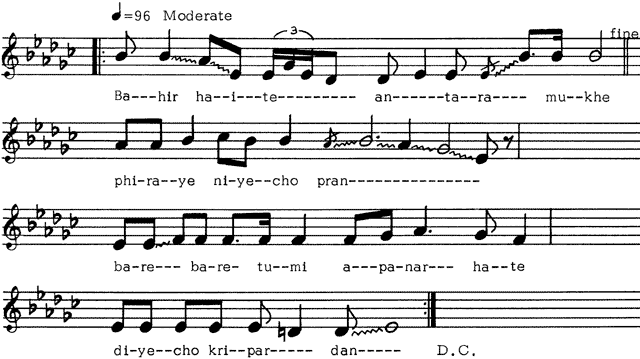 ♩=96 Moderate
3
fine
Ba---hir ha--i--te--------- an------ta--ra---- mu--khe
phi-ra--ye ni-ye--cho pran---------------
ba-re--- ba-re- tu-mi a---pa-nar--- ha--te
di-ye--cho kri--par----- dan----- D.C.